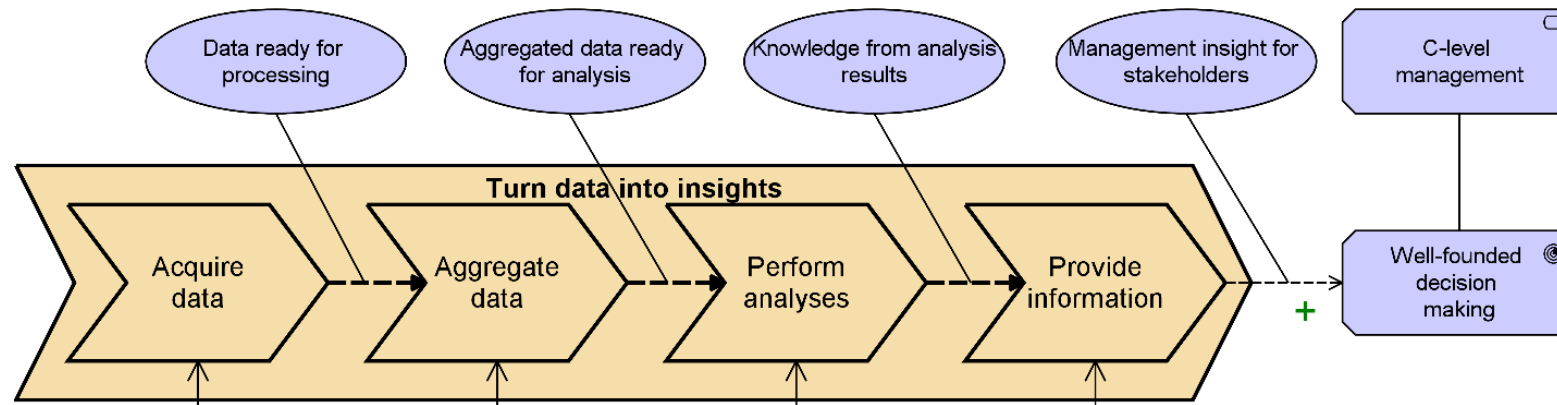 Data ready for
processing
Aggregated data ready
for analysis
Knowledge from analysis
results
Management insight for
stakeholders
C-level
management
Turn data into insights
Acquire
data
Aggregate
data
Perform
analyses
Provide
information
Well-founded
decision
making
+